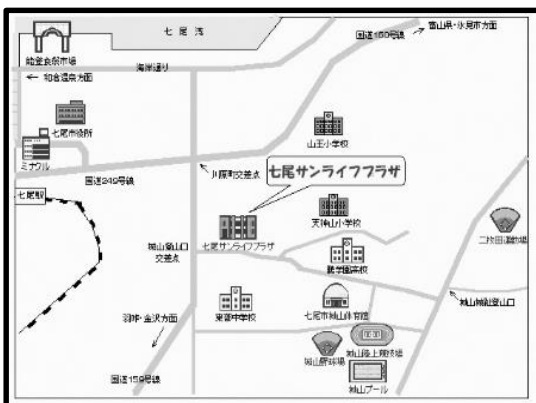 七尾湾
富山県・氷見市方面
国道160号線
能登食祭市場
海岸通り
和倉温泉方面
七尾市役所
山王小学校
ミナクル
川原町交差点
七尾サンライフプラザ
国道249号線
七尾駅
天神山小学校
城山登山口
交差点
七尾サンライフプラザ
鵬学園高校
城山線登山口
東部中学校
七尾市城山体育館
羽咋・金沢方面
城山陸上競技場
城山野球場
国道159号線
城山プール